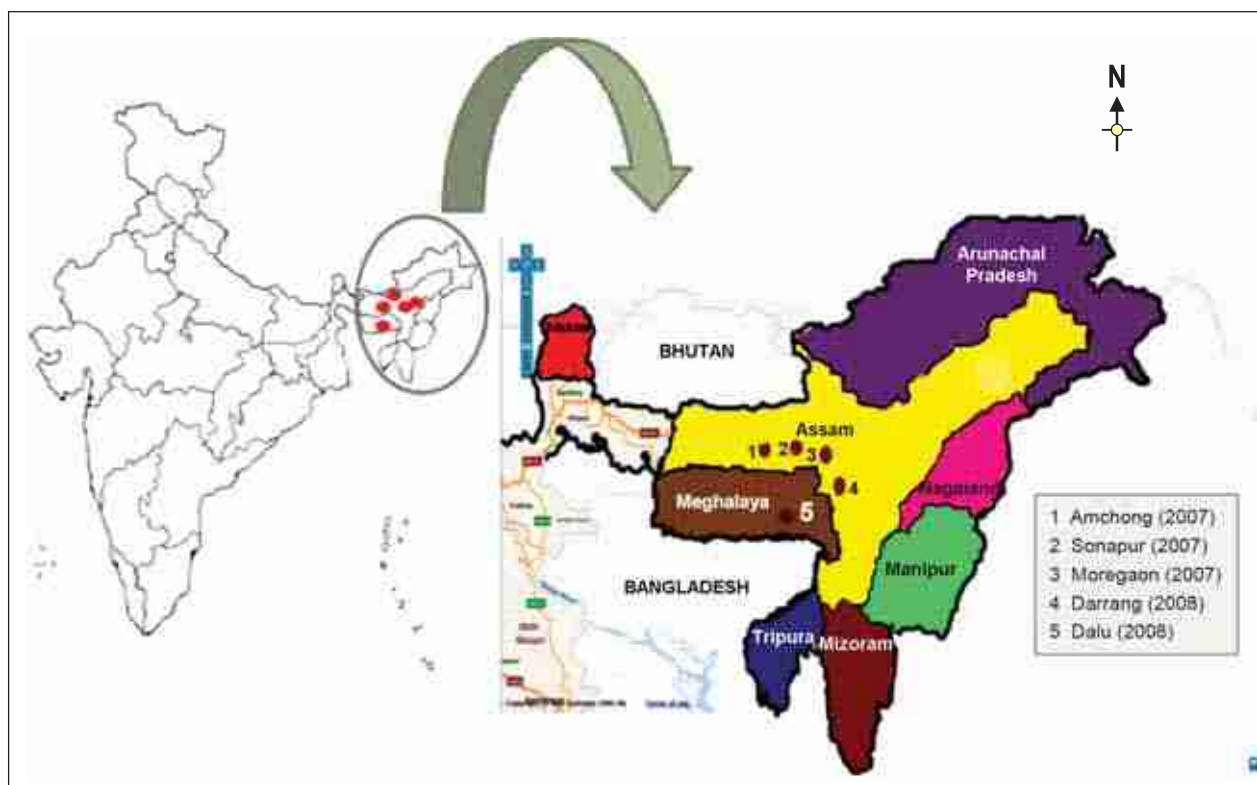 N
Arunachal
Pradesh
BHUTAN
Assam
1
2
3
4
Meghalaya
5
Nagaland
Manipur
BANGLADESH
Tripura
Mizoram
1 Amchong (2007)
2 Sonapur (2007)
3 Moregaon (2007)
4 Darrang (2008)
5 Dalu (2008)